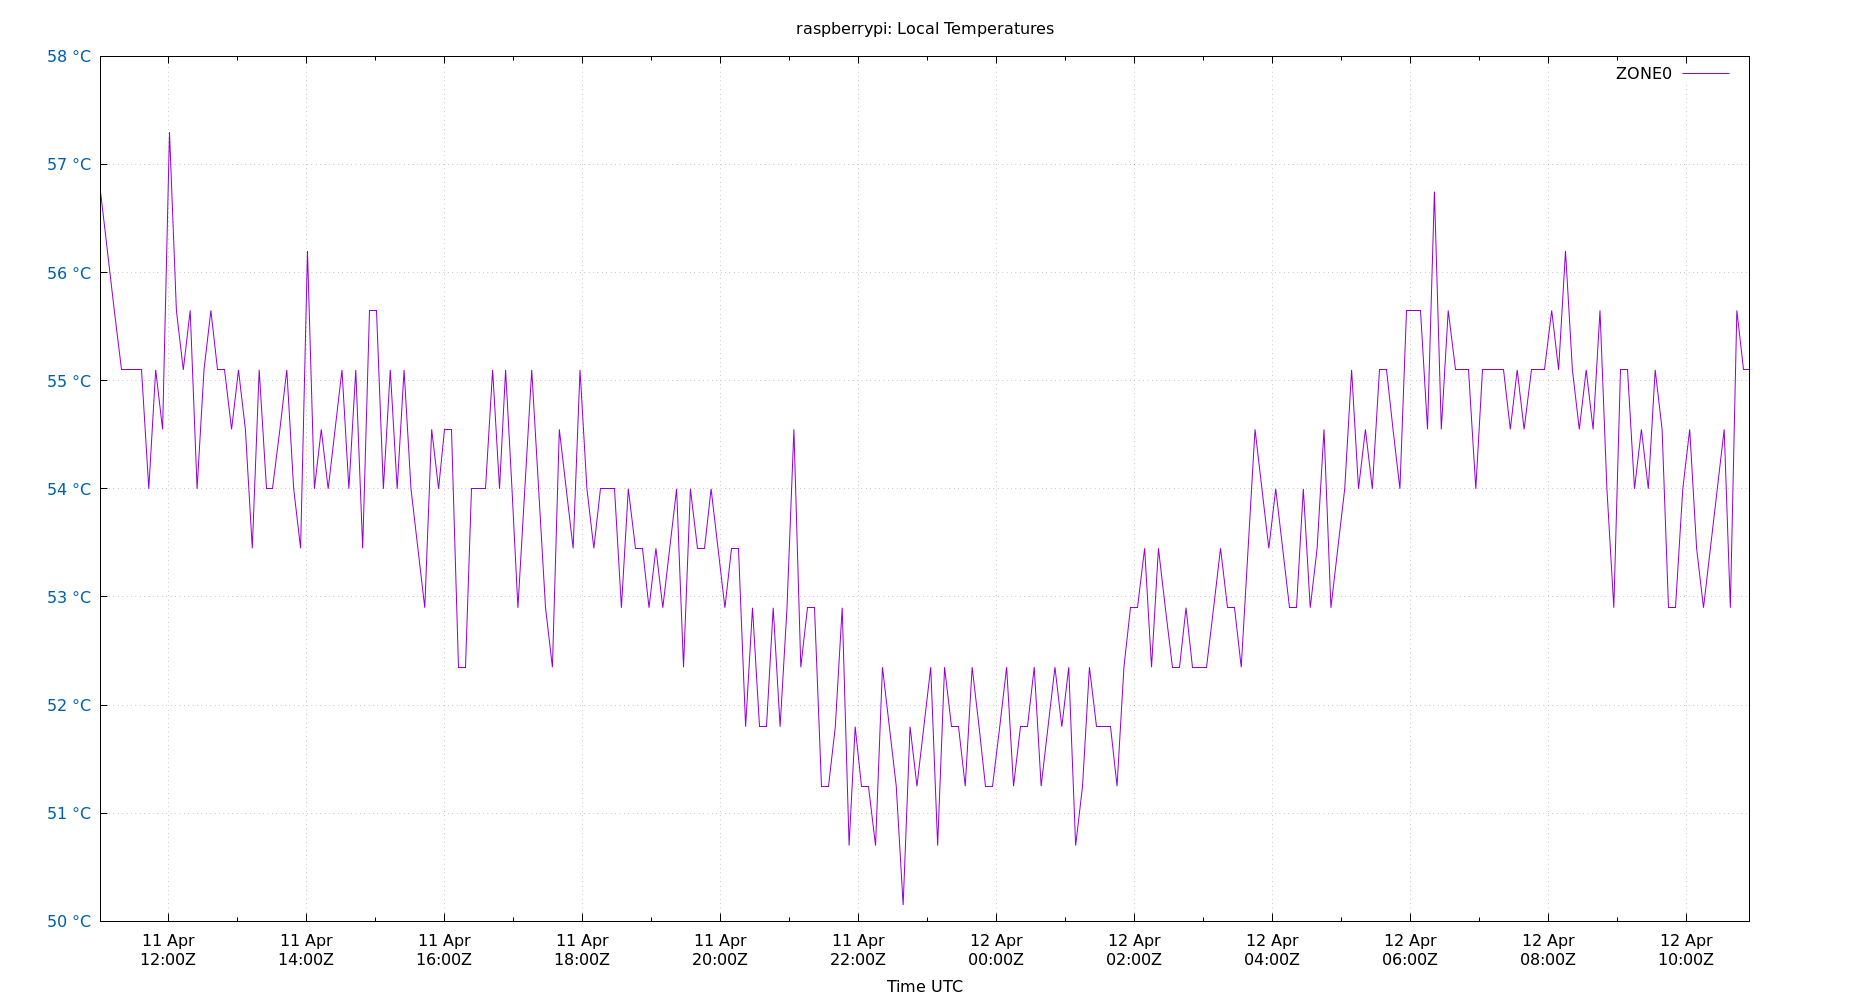 raspberrypi: Local Temperatures
58 °C
ZONE0
57 °C
56 °C
55 °C
54 °C
53 °C
52 °C
51 °C
50 °C
11 Apr 11 Apr 11 Apr 11 Apr 11 Apr 11 Apr 12 Apr 12 Apr 12 Apr 12 Apr 12 Apr 12 Apr
12:00Z 14:00Z 16:00Z 18:00Z 20:00Z 22:00Z 00:00Z 02:00Z 04:00Z 06:00Z 08:00Z 10:00Z
Time UTC